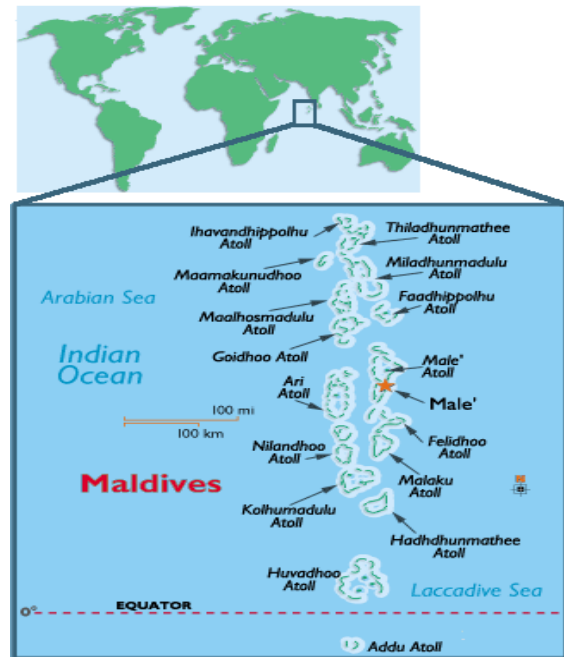 Ihavandhippolhu
Atoll
Thiladhunmathee
Atoll
Maamakunudhoo
Atoll
Miladhunmadulu
Atoll
Arabian Sea
Maalhosmadulu
Atoll
Faadhippolhu
Atoll
Goidhoo Atoll
Indian
Ocean
Male'
Atoll
Ari
Atoll
Male'
100 mi
100 km
Felidhoo
Atoll
Nilandhoo
Atoll
Maldives
Malaku
Atoll
Kolhumadulu
Atoll
Hadhdhunmathee
Atoll
Huvadhoo
Atoll
Laccadive Sea
0°
EQUATOR
Addu Atoll